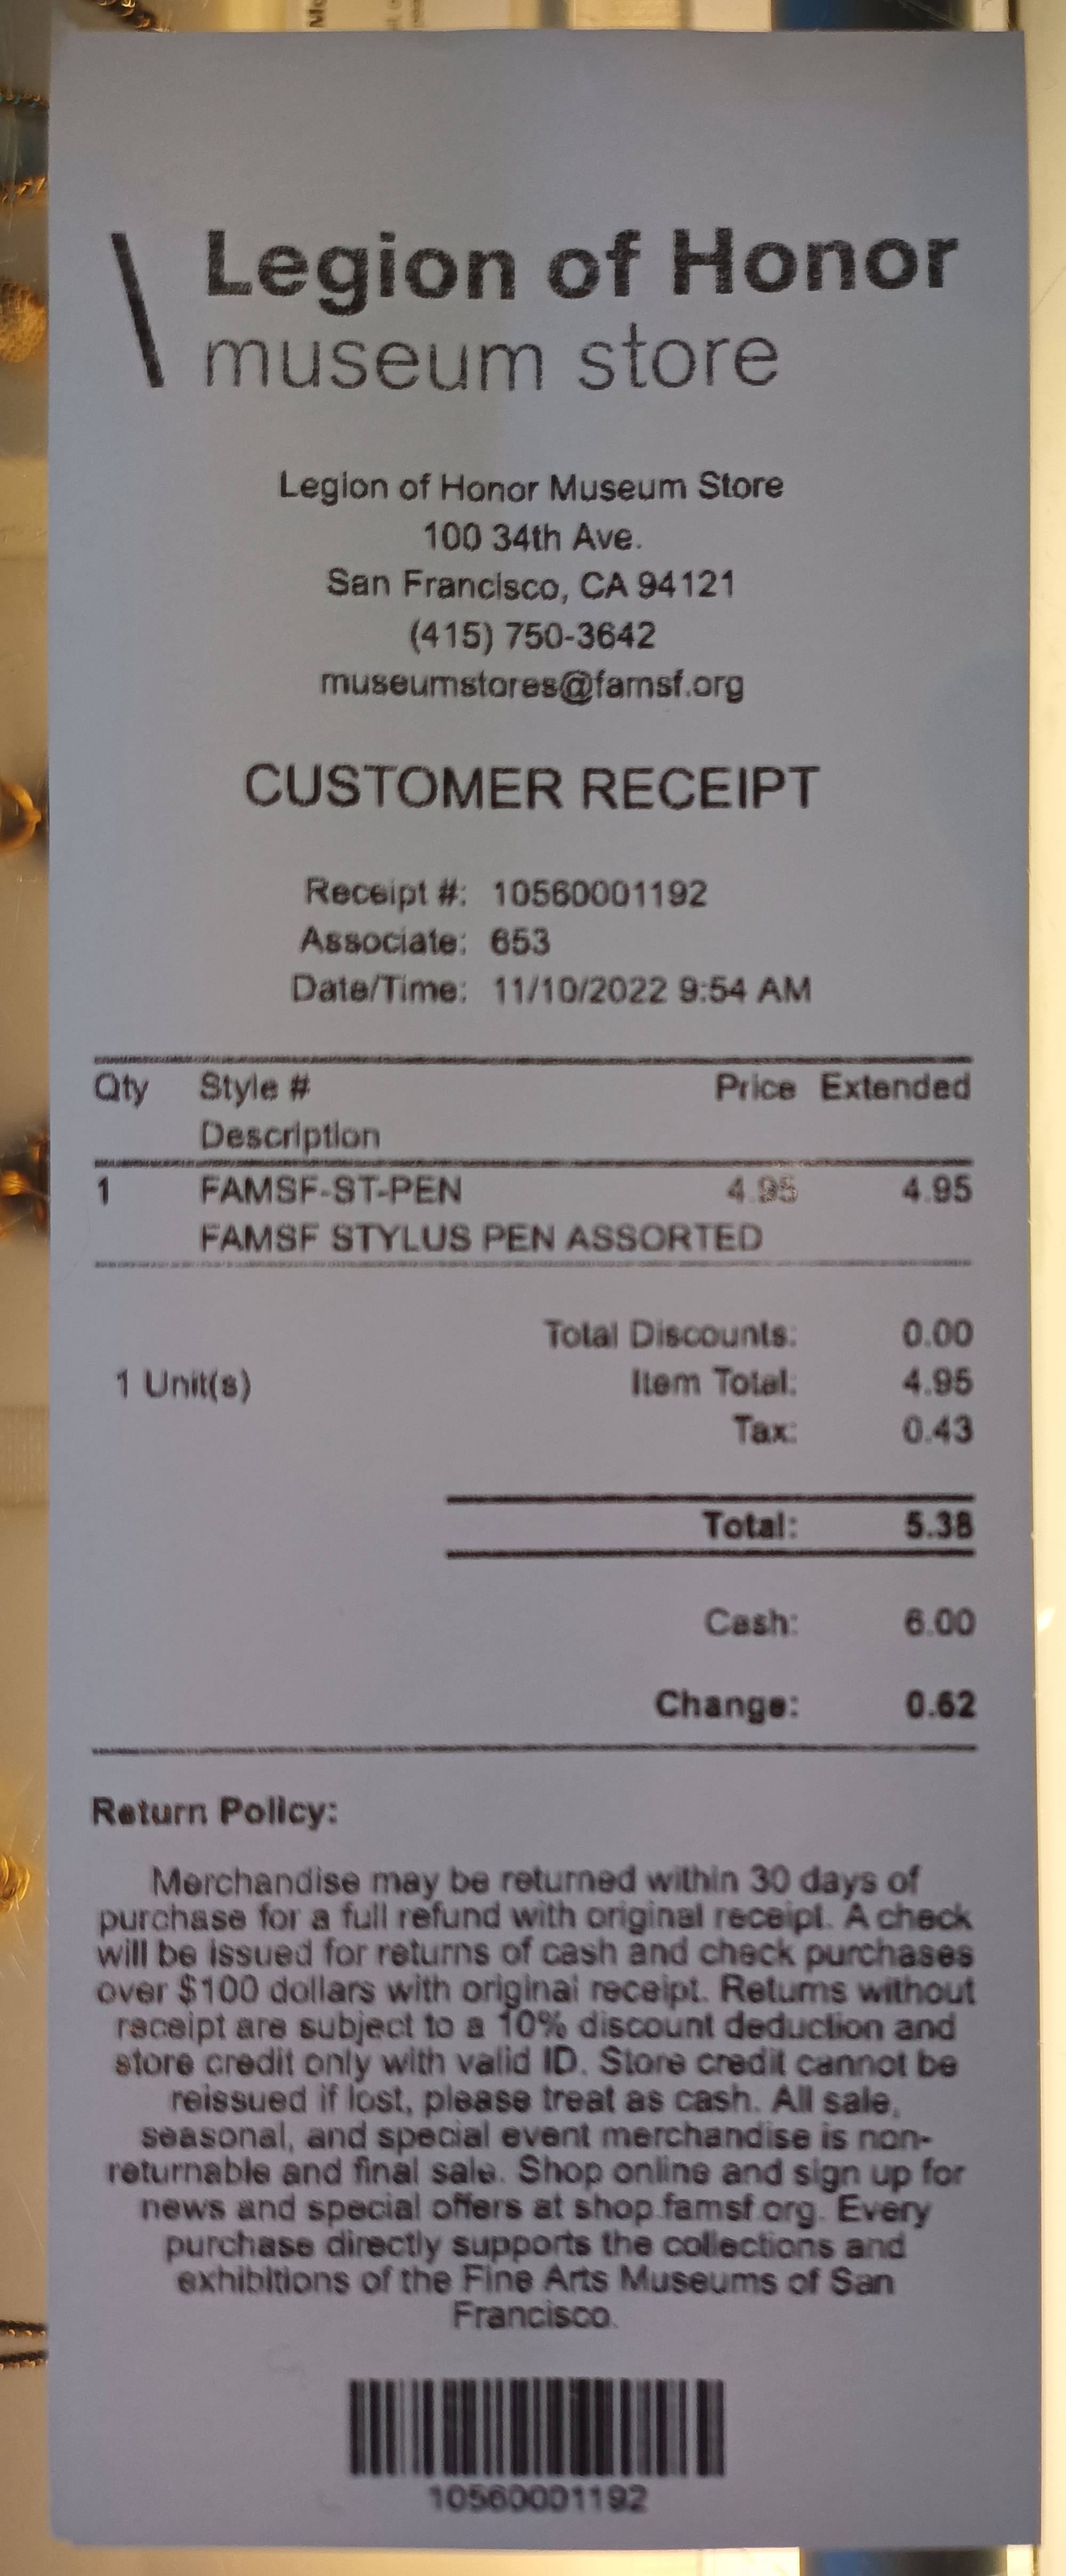 Legion of Honor
museum store
Legion of Honor Museum Store
100 34th Ave.
San Francisco, CA 94121
(415) 750-3642
museumstores@famsf.org
CUSTOMER RECEIPT
Receipt #: 10560001192
Associate: 653
Date/Time: 11/10/2022 9:54 AM
Qty Style # Price Extended
Description
1 FAMSF-ST-PEN 4.95 4.95
FAMSF STYLUS PEN ASSORTED
Total Discounts: 0.00
1 Unit(s) Item Total: 4.95
Tax: 0.43
Total: 5.38
Cash: 6.00
Change: 0.62
Return Policy:
Merchandise may be returned within 30 days of
purchase for a full refund with original receipt. A check
will be issued for returns of cash and check purchases
over $100 dollars with original receipt. Returns without
receipt are subject to a 10% discount deduction and
store credit only with valid ID. Store credit cannot be
reissued if lost, please treat as cash. All sale,
seasonal, and special event merchandise is non-
returnable and final sale. Shop online and sign up for
news and special offers at shop.famsf.org. Every
purchase directly supports the collections and
exhibitions of the Fine Arts Museums of San
Francisco.
10560001192